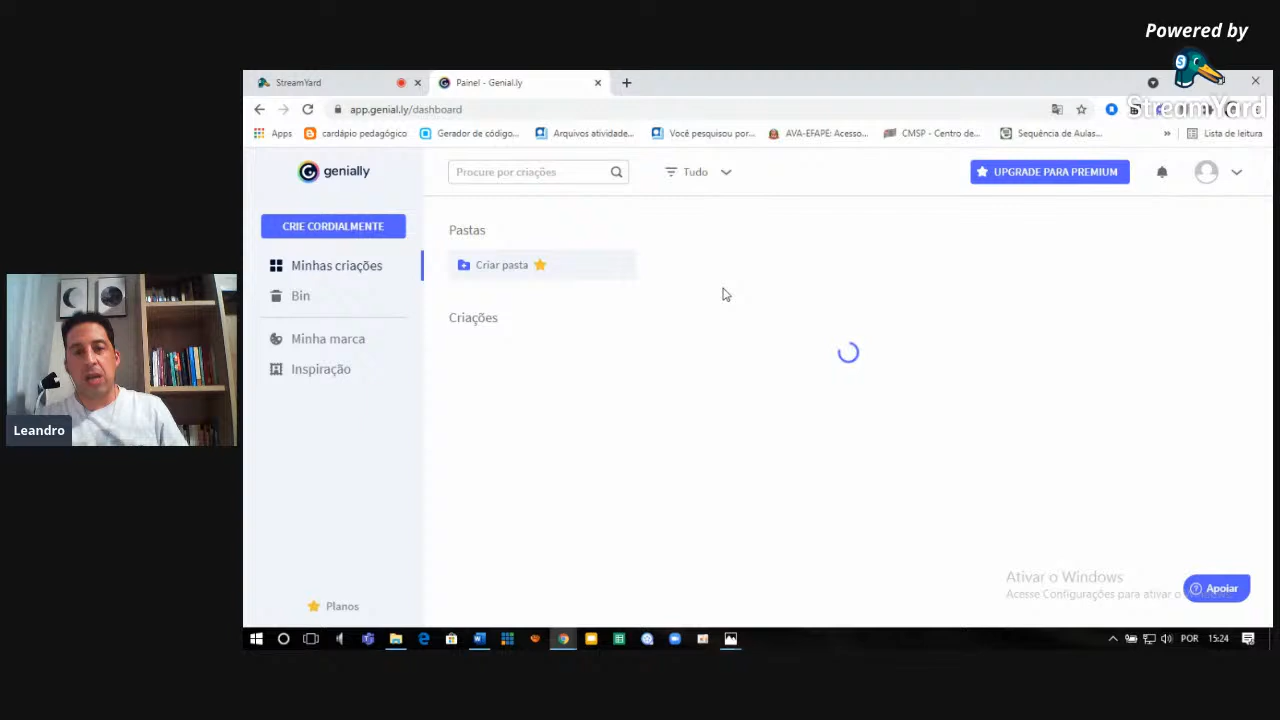 Powered by
StreamYard
StreamYard
Painel - Genial.ly
app.genial.ly/dashboard
Apps
cardápio pedagógico
Gerador de código...
Arquivos atividade...
Você pesquisou por...
AVA-EFAPE: Acesso...
CMSP - Centro de...
Sequência de Aulas...
»
Lista de leitura
genially
Procure por criações
Tudo
UPGRADE PARA PREMIUM
CRIE CORDIALMENTE
Pastas
Minhas criações
Criar pasta
Bin
Criações
Minha marca
Inspiração
Leandro
Ativar o Windows
Acesse Configurações para ativar o
Apoiar
Planos
POR
15:24